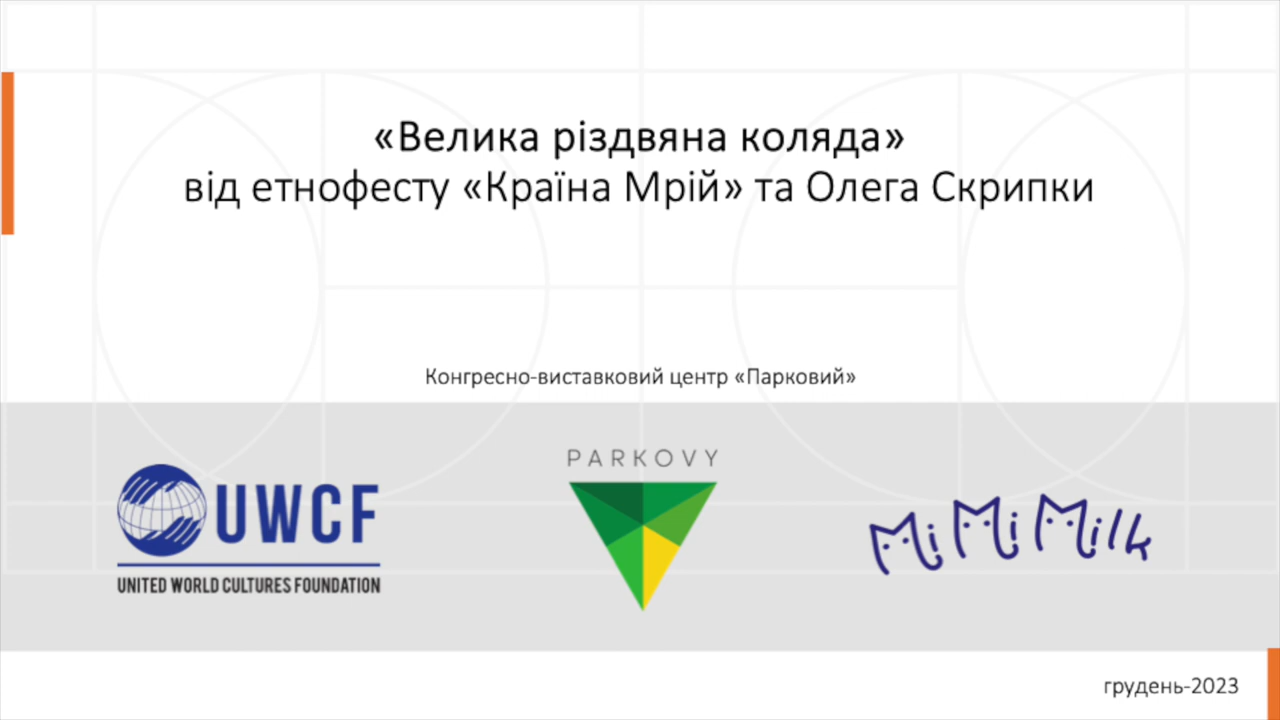 «Велика різдвяна коляда»
від етнофесту «Країна Мрій» та Олега Скрипки
Конгресно-виставковий центр «Парковий»
PARKOVY
UWCF
UNITED WORLD CULTURES FOUNDATION
MiMiMilk
грудень-2023